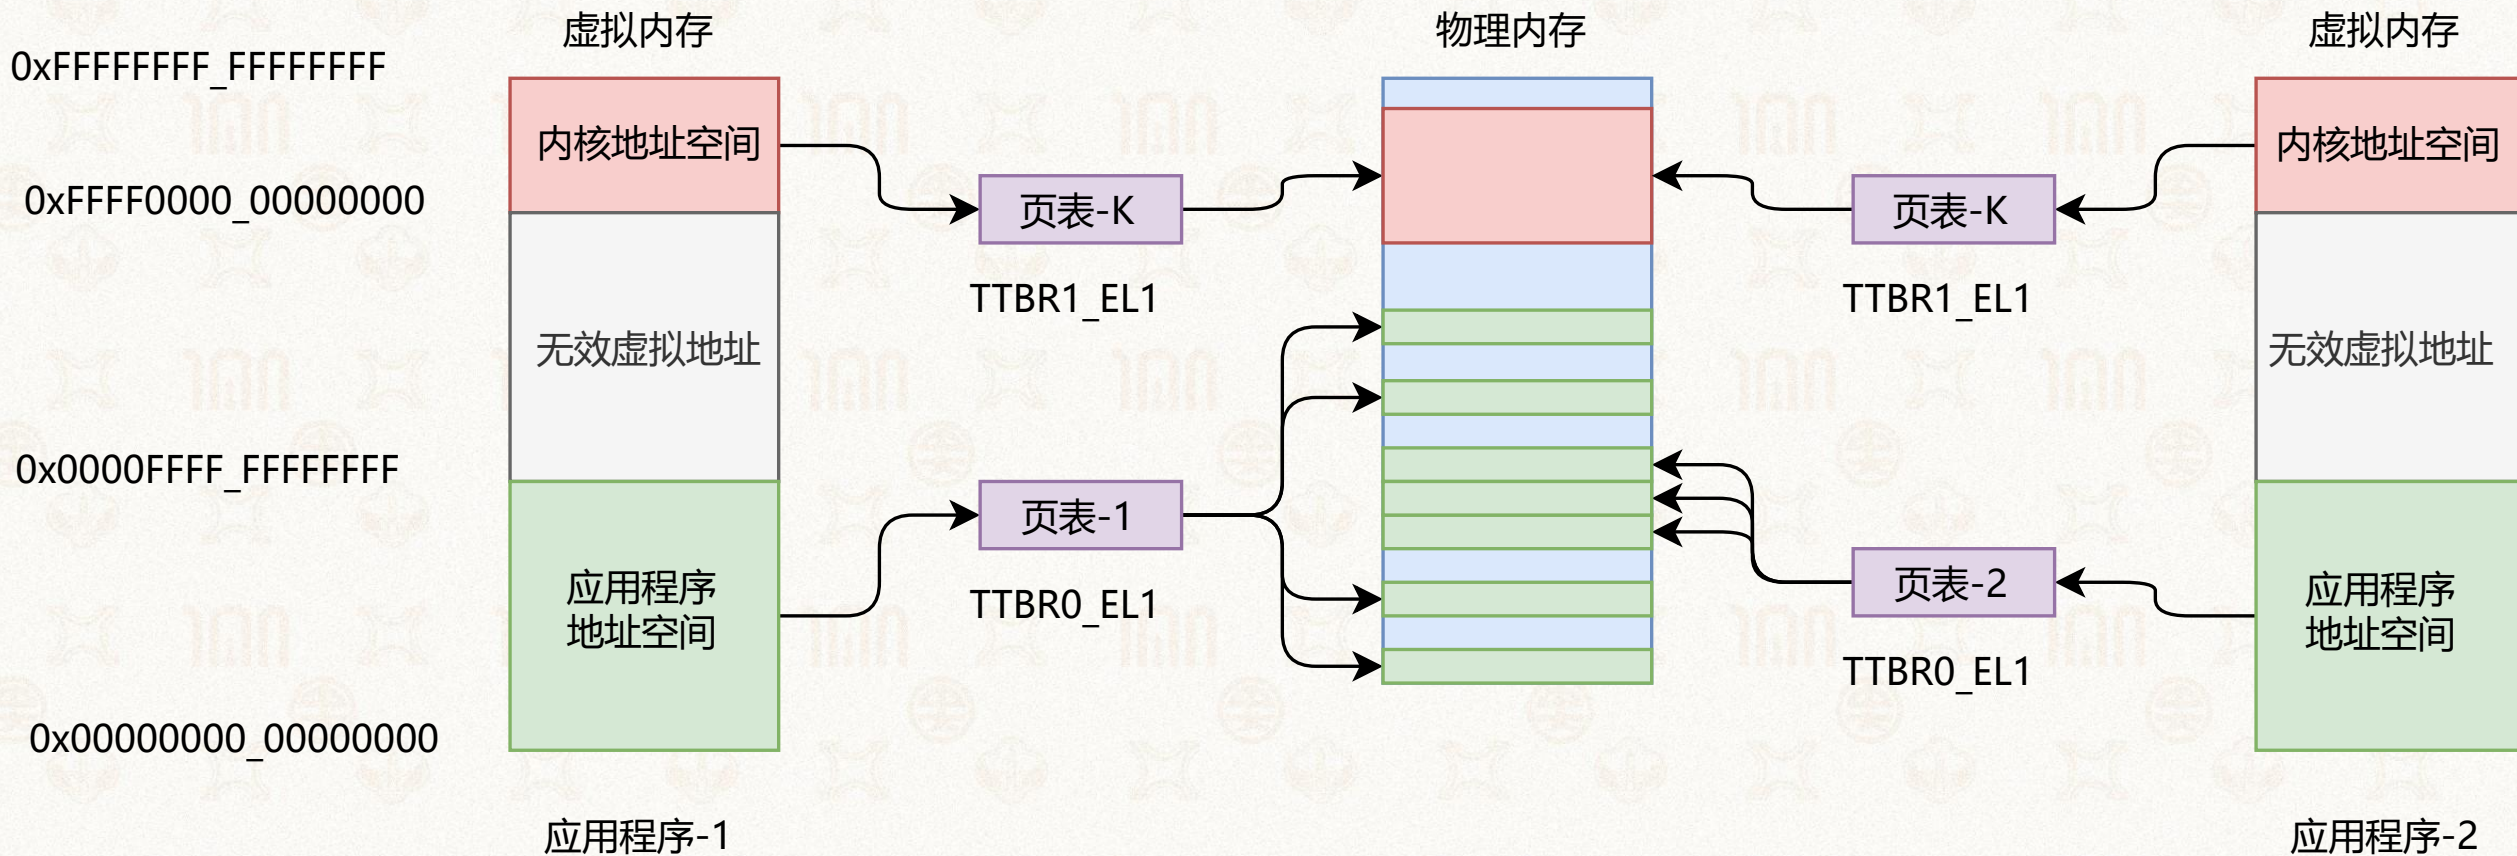 虚拟内存
物理内存
虚拟内存
0xFFFFFFFF_FFFFFFFF
内核地址空间
内核地址空间
0xFFFF0000_00000000
页表-K
页表-K
TTBR1_EL1
TTBR1_EL1
无效虚拟地址
无效虚拟地址
0x0000FFFF_FFFFFFFF
页表-1
页表-2
应用程序
地址空间
应用程序
地址空间
TTBR0_EL1
TTBR0_EL1
0x00000000_00000000
应用程序-1
应用程序-2